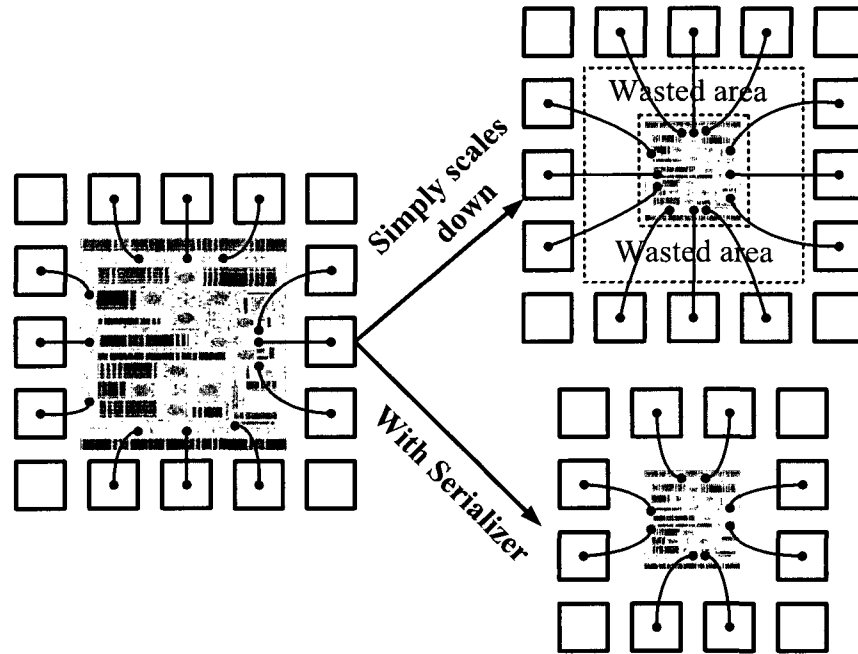 Wasted area
Simply scales
down
Wasted area
With Serializer